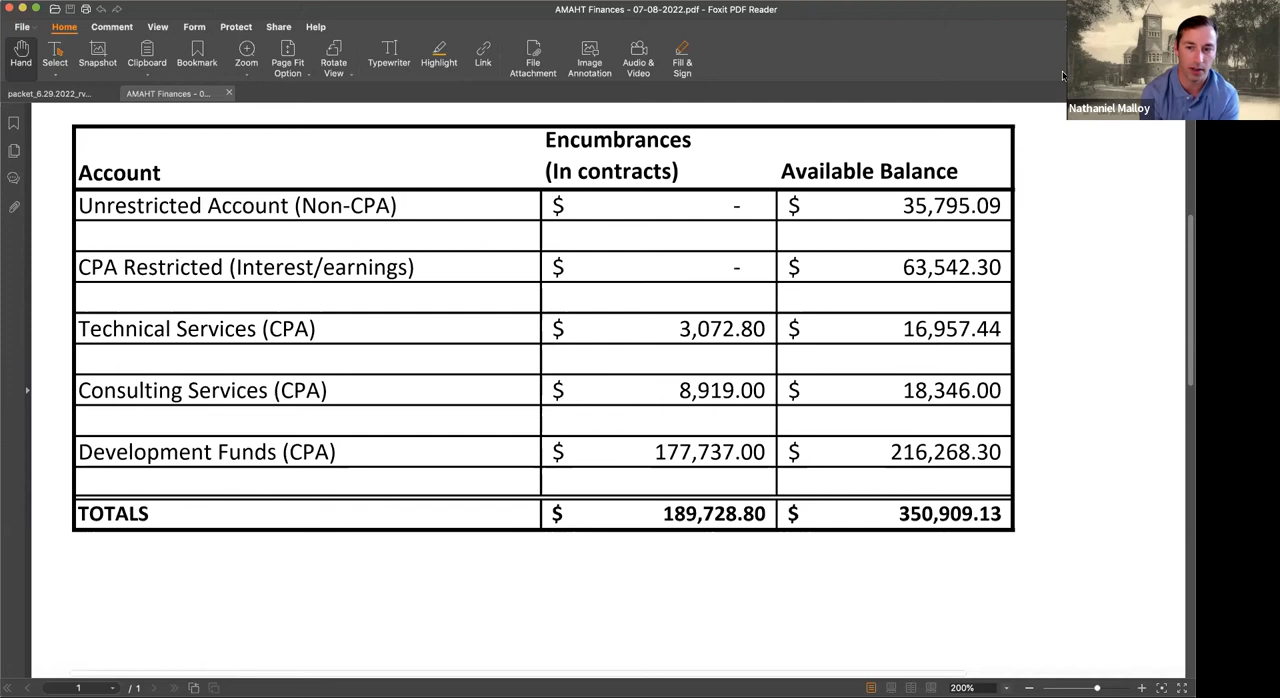 AMAHT Finances - 07-08-2022.pdf - Foxit PDF Reader
File Home Comment View Form Protect Share Help
Hand Select Snapshot Clipboard Bookmark Zoom Page Fit Option Rotate View Typewriter Highlight Link File Attachment Image Annotation Audio & Video Fill & Sign
packet_6.29.2022_rv... AMAHT Finances - 0...
Nathaniel Malloy
Account Encumbrances (In contracts) Available Balance
Unrestricted Account (Non-CPA) $ - $ 35,795.09
CPA Restricted (Interest/earnings) $ - $ 63,542.30
Technical Services (CPA) $ 3,072.80 $ 16,957.44
Consulting Services (CPA) $ 8,919.00 $ 18,346.00
Development Funds (CPA) $ 177,737.00 $ 216,268.30
TOTALS $ 189,728.80 $ 350,909.13
1 / 1 200%